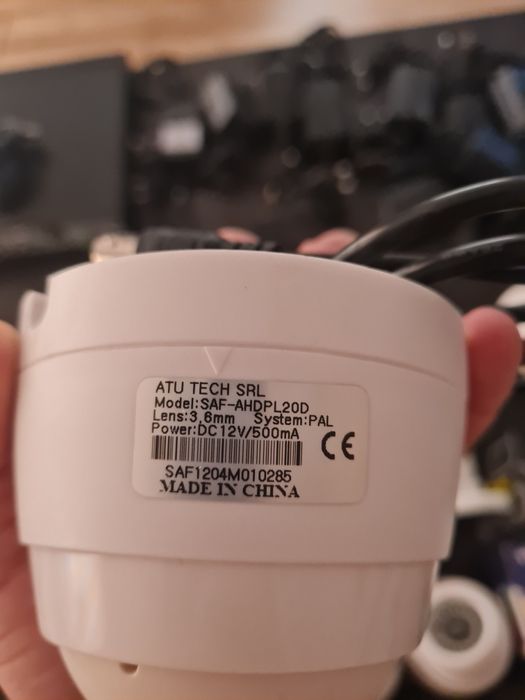 ATU TECH SRL
Model:SAF-AHDPL20D
Lens:3,6mm System:PAL
Power:DC12V/500mA
CE
SAF1204M010285
MADE IN CHINA